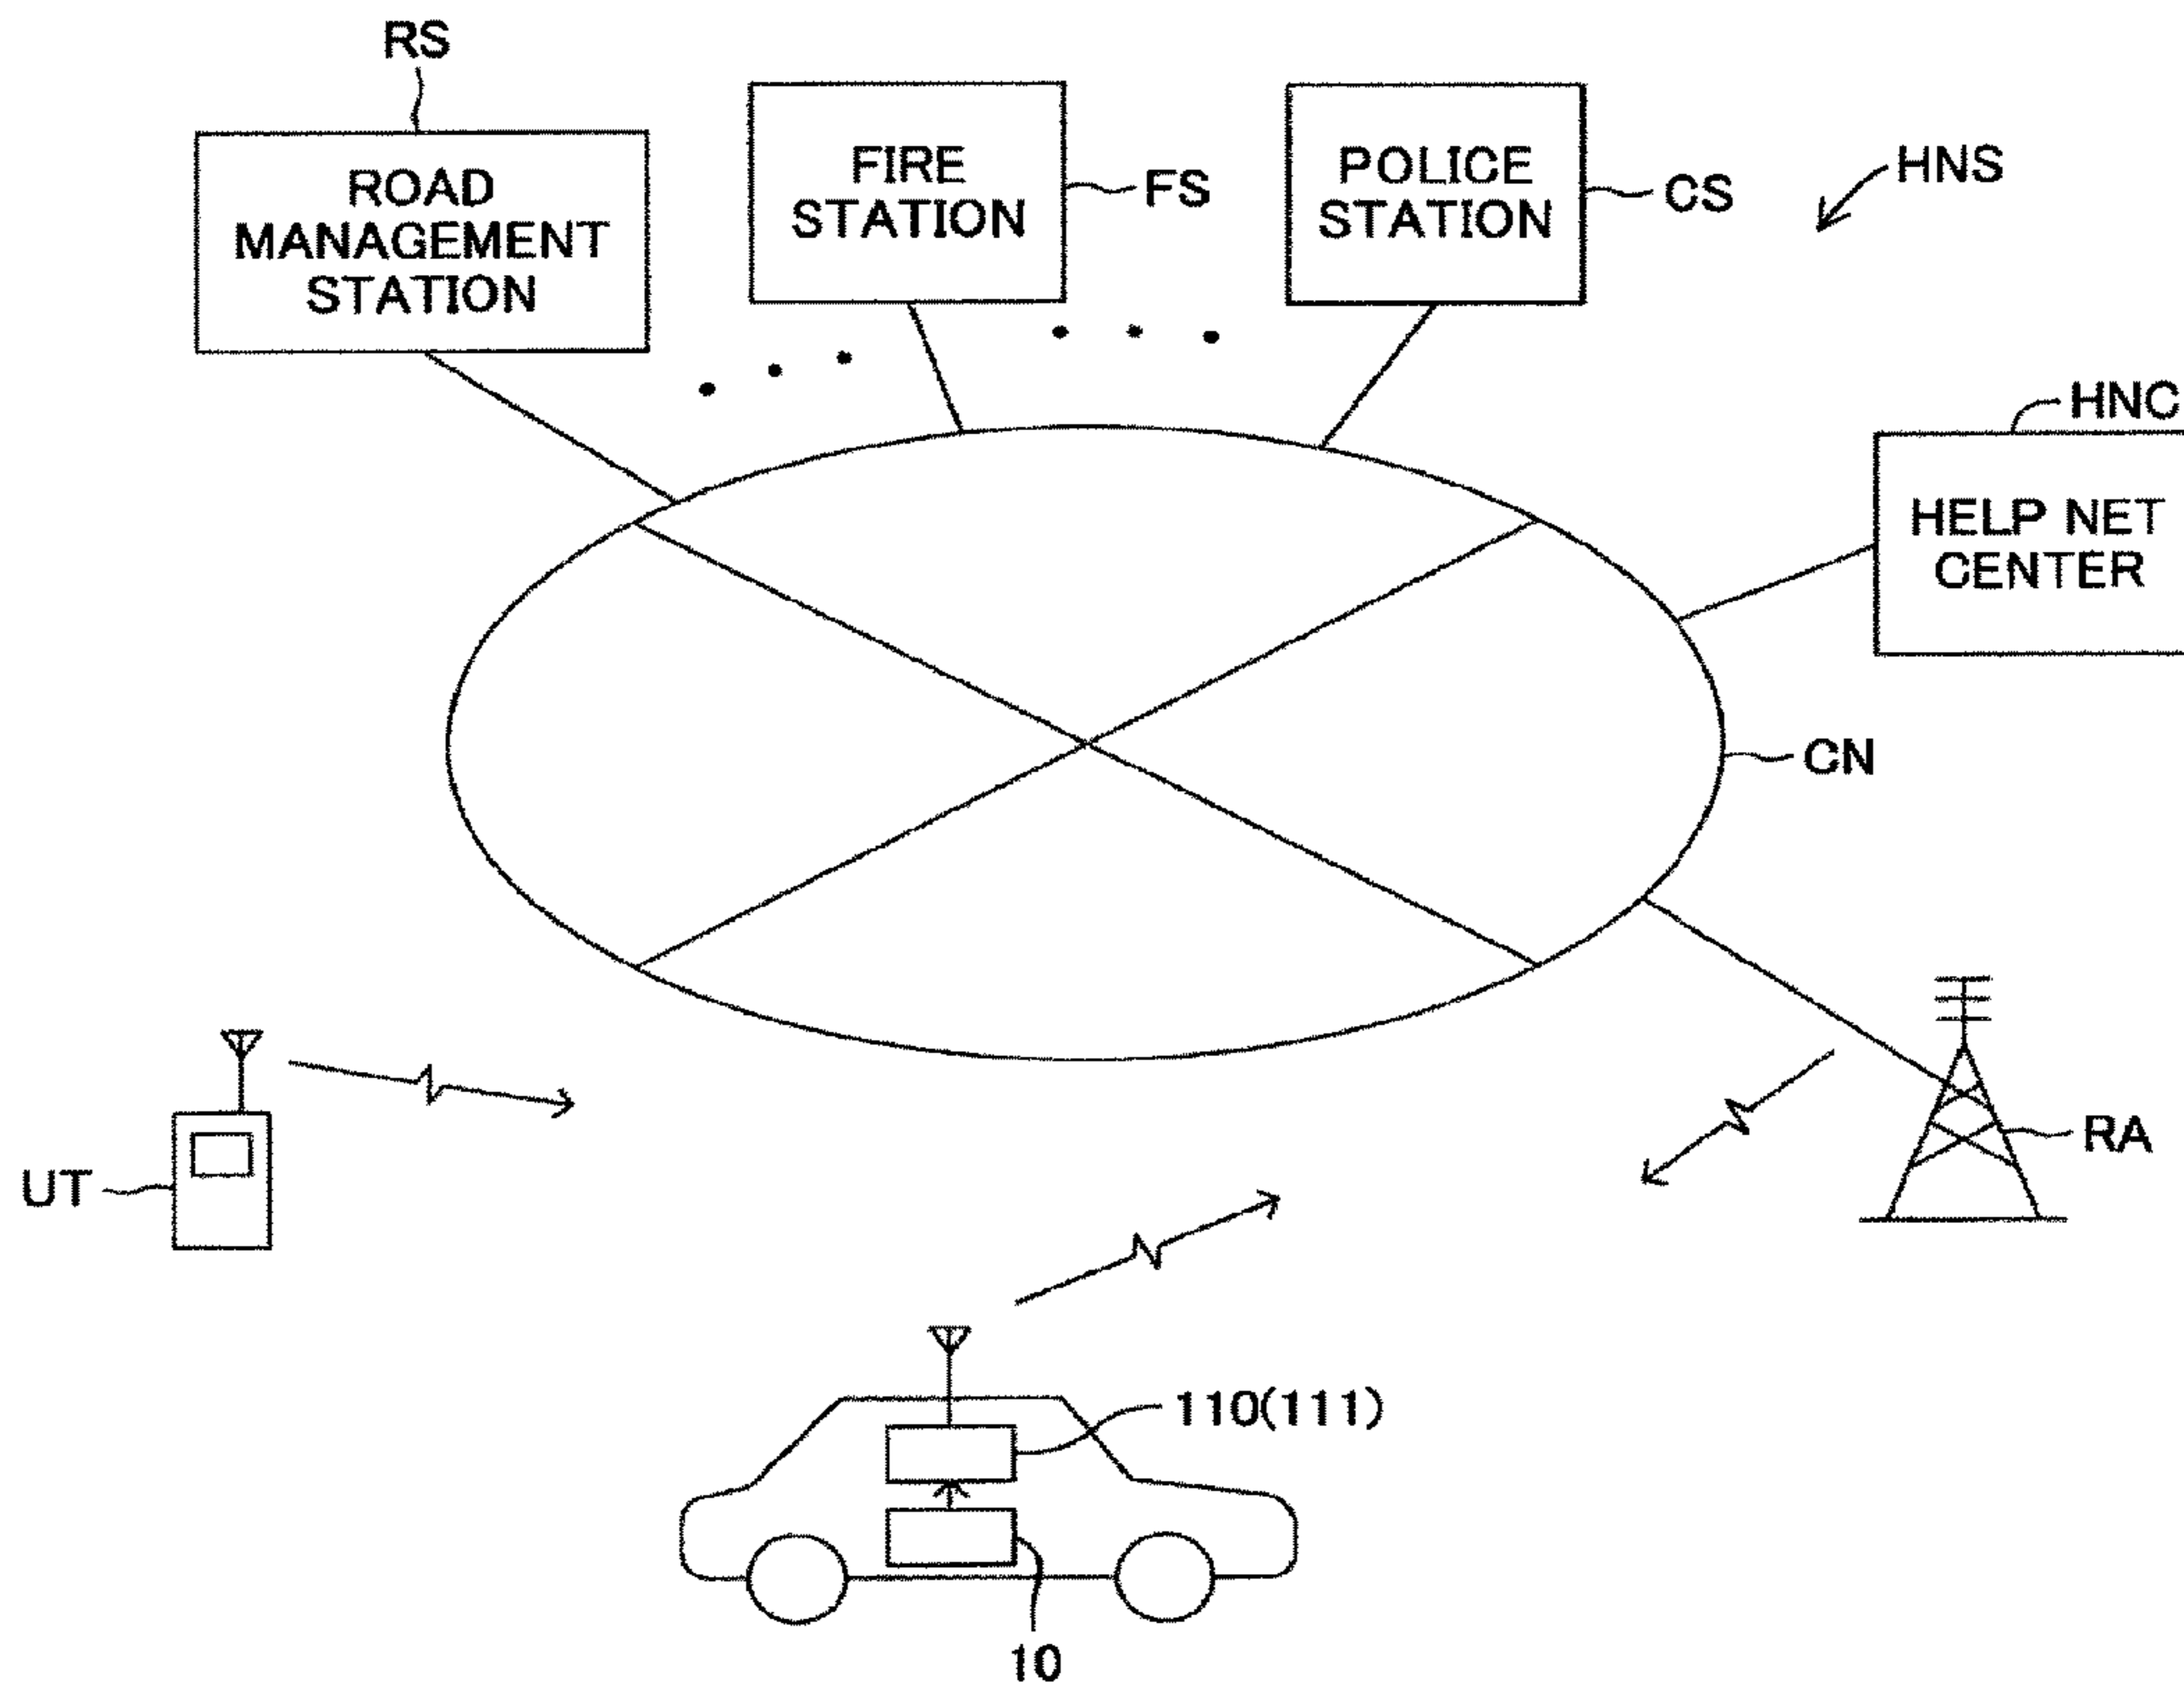 RS
ROAD
MANAGEMENT
STATION
FIRE
STATION
FS
POLICE
STATION
CS
HNS
HNC
HELP NET
CENTER
CN
UT
RA
110(111)
10